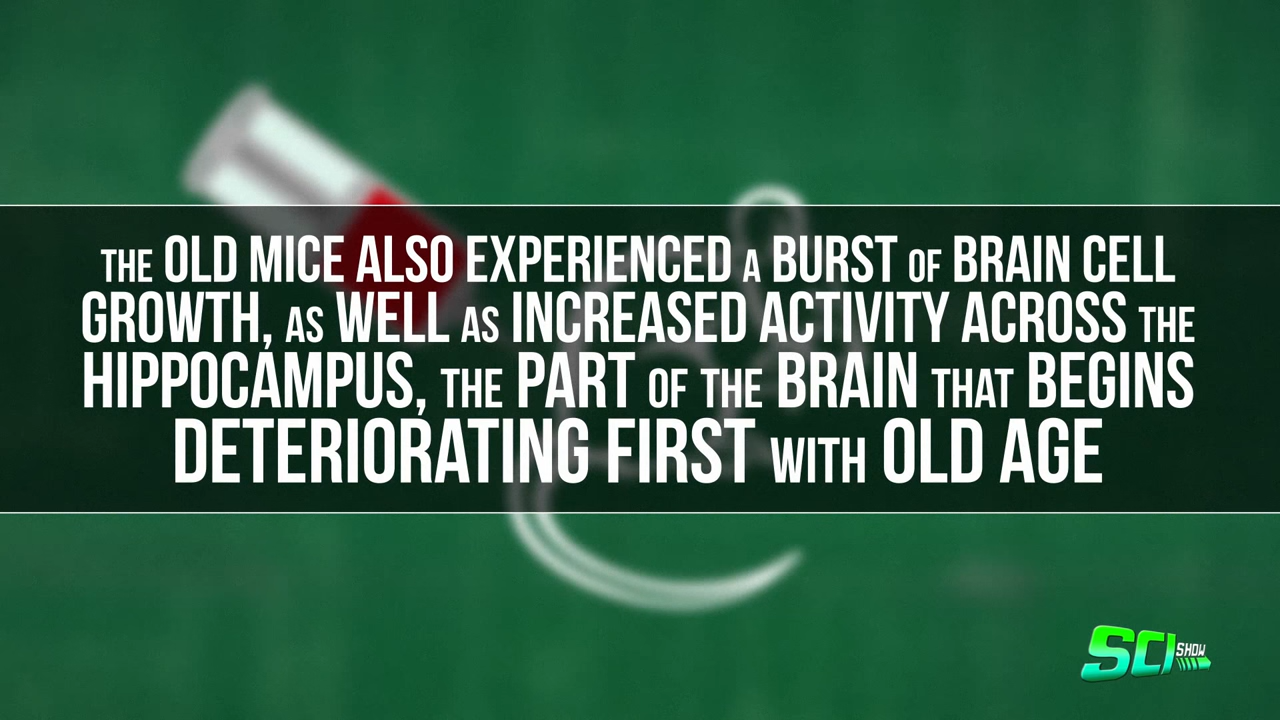 THE OLD MICE ALSO EXPERIENCED A BURST OF BRAIN CELL
GROWTH, AS WELL AS INCREASED ACTIVITY ACROSS THE
HIPPOCAMPUS, THE PART OF THE BRAIN THAT BEGINS
DETERIORATING FIRST WITH OLD AGE
SCI SHOW